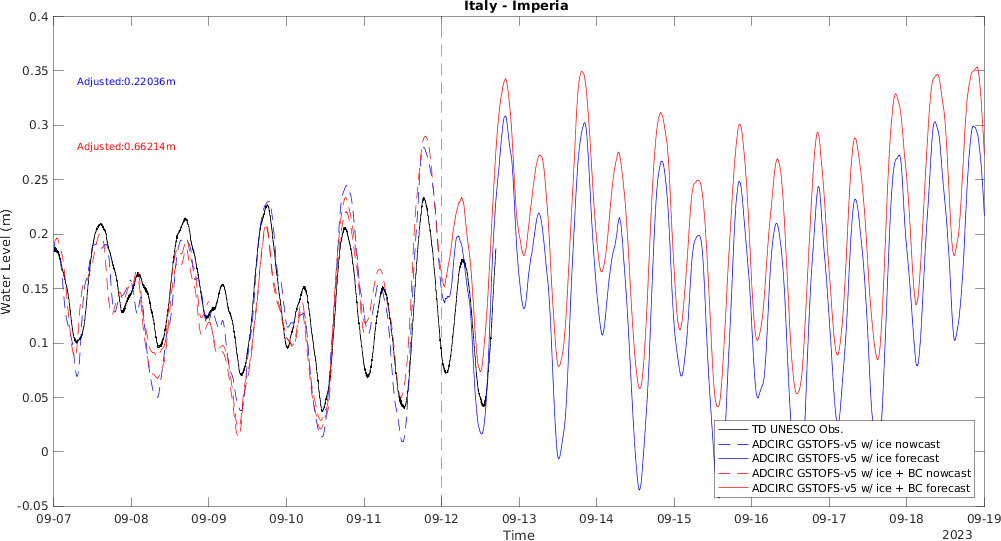 Italy - Imperia
0.4
0.35
0.3
0.25
0.2
0.15
0.1
0.05
0
-0.05
Water Level (m)
Adjusted:0.22036m
Adjusted:0.66214m
TD UNESCO Obs.
ADCIRC GSTOFS-v5 w/ ice nowcast
ADCIRC GSTOFS-v5 w/ ice forecast
ADCIRC GSTOFS-v5 w/ ice + BC nowcast
ADCIRC GSTOFS-v5 w/ ice + BC forecast
09-07 09-08 09-09 09-10 09-11 09-12 09-13 09-14 09-15 09-16 09-17 09-18 09-19
Time
2023